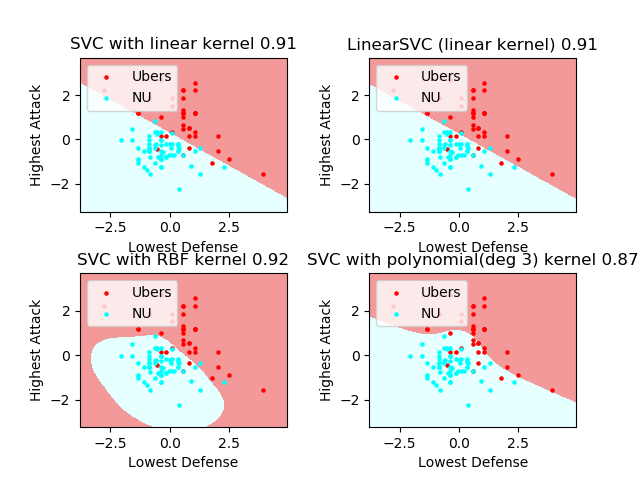 SVC with linear kernel 0.91
Highest Attack
2
0
−2
Ubers
NU
−2.5 0.0 2.5
Lowest Defense
LinearSVC (linear kernel) 0.91
Highest Attack
2
0
−2
Ubers
NU
−2.5 0.0 2.5
Lowest Defense
SVC with RBF kernel 0.92
Highest Attack
2
0
−2
Ubers
NU
−2.5 0.0 2.5
Lowest Defense
SVC with polynomial(deg 3) kernel 0.87
Highest Attack
2
0
−2
Ubers
NU
−2.5 0.0 2.5
Lowest Defense